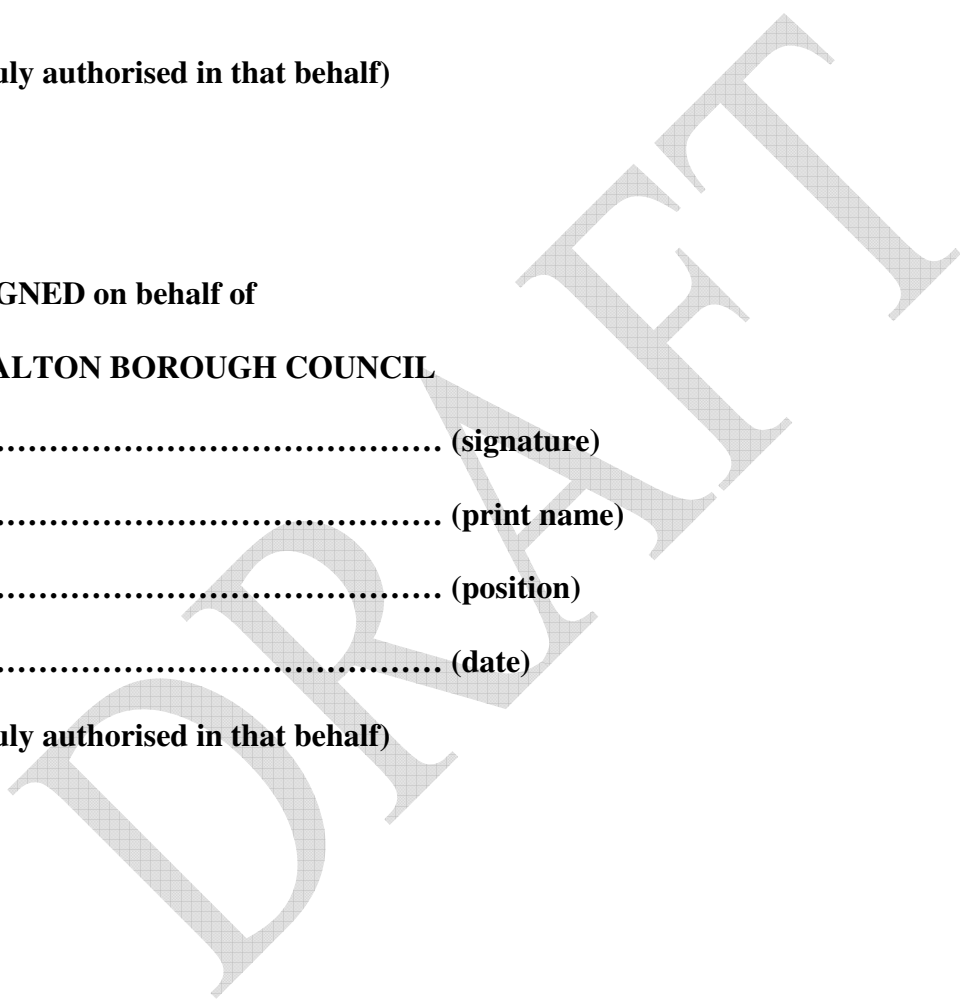 uly authorised in that behalf)
GNED on behalf of
ALTON BOROUGH COUNCIL
…………………………………… (signature)
…………………………………… (print name)
…………………………………… (position)
…………………………………… (date)
uly authorised in that behalf)
DRAFT